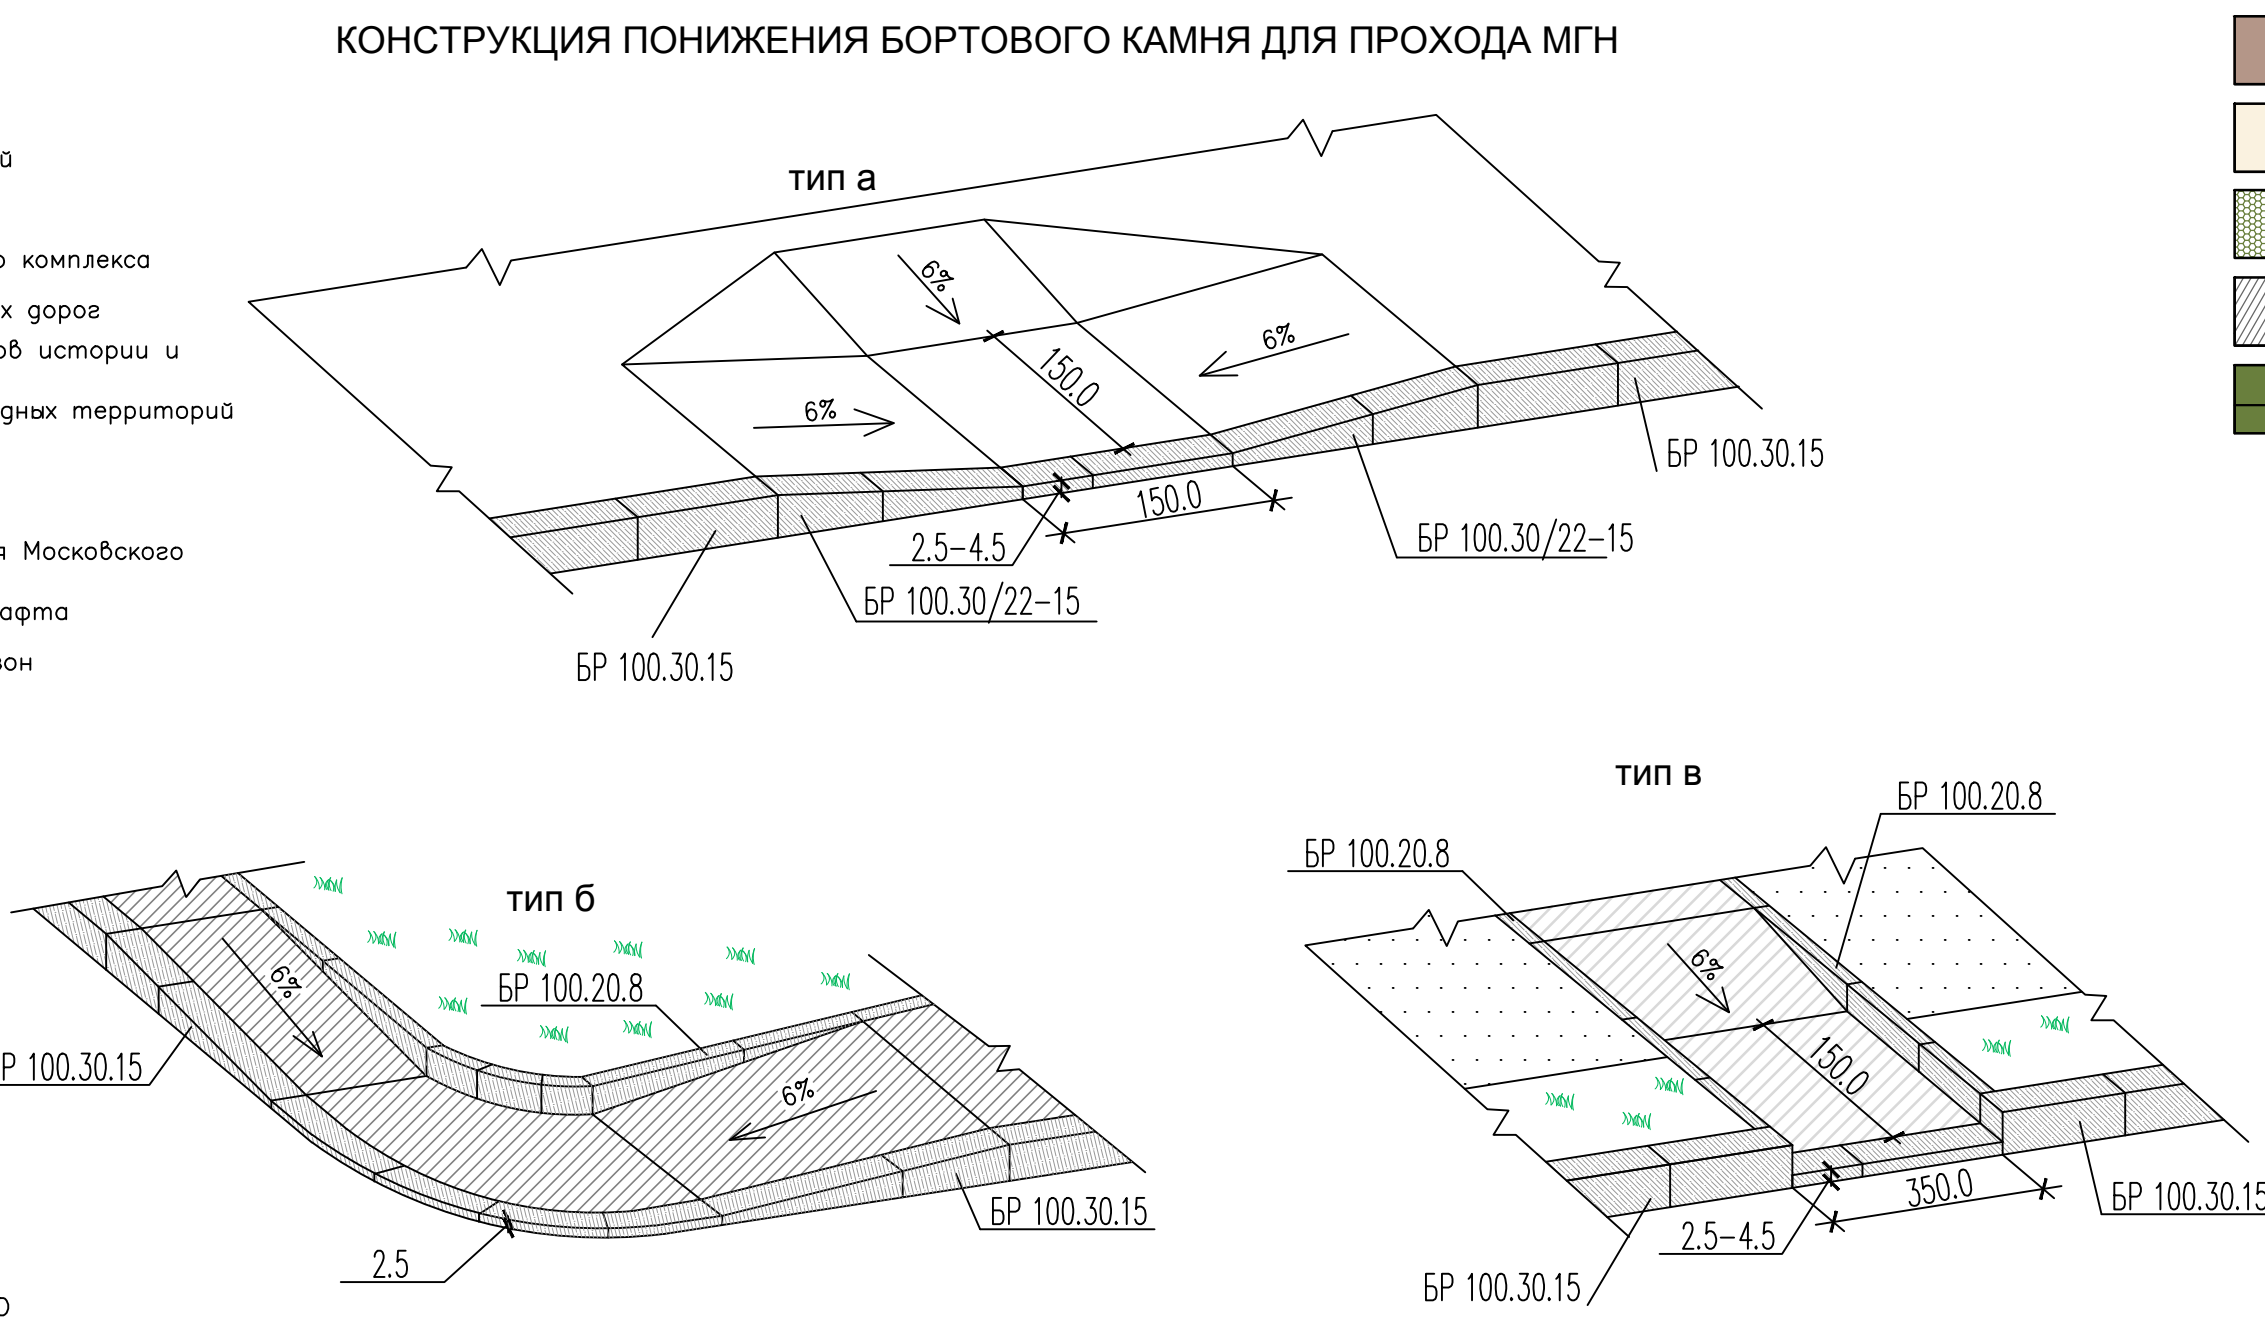 КОНСТРУКЦИЯ ПОНИЖЕНИЯ БОРТОВОГО КАМНЯ ДЛЯ ПРОХОДА МГН
й
комплекса
х дорог
ов истории и
дных территорий
я Московского
афта
вон
тип а
6%
6%
6%
150.0
150.0
2.5-4.5
БР 100.30/22-15
БР 100.30.15
БР 100.30/22-15
БР 100.30.15
тип б
6%
БР 100.20.8
6%
Р 100.30.15
БР 100.30.15
2.5
тип в
БР 100.20.8
БР 100.20.8
6%
150.0
350.0
2.5-4.5
БР 100.30.15
БР 100.30.15